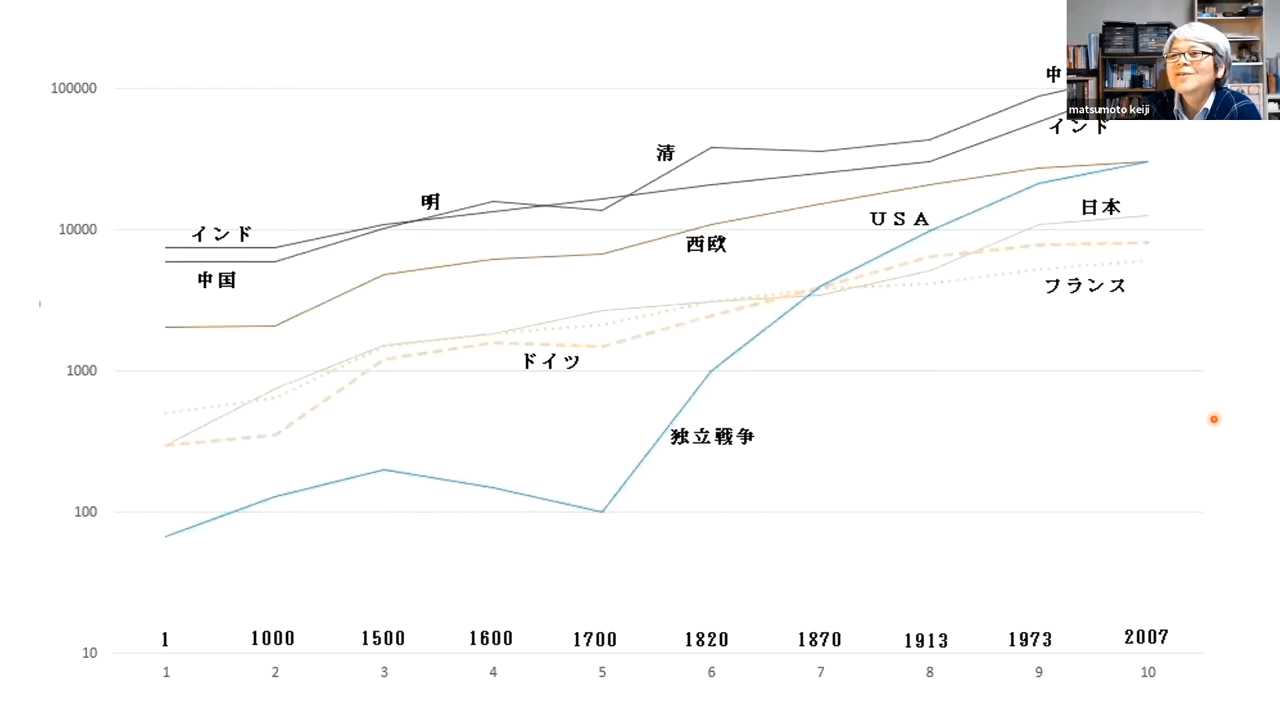 100000
中
matsumoto keiji
インド
清
明
インド
10000
USA
日本
西欧
中国
フランス
1000
ドイツ
独立戦争
100
1 1000 1500 1600 1700 1820 1870 1913 1973 2007
10
1 2 3 4 5 6 7 8 9 10